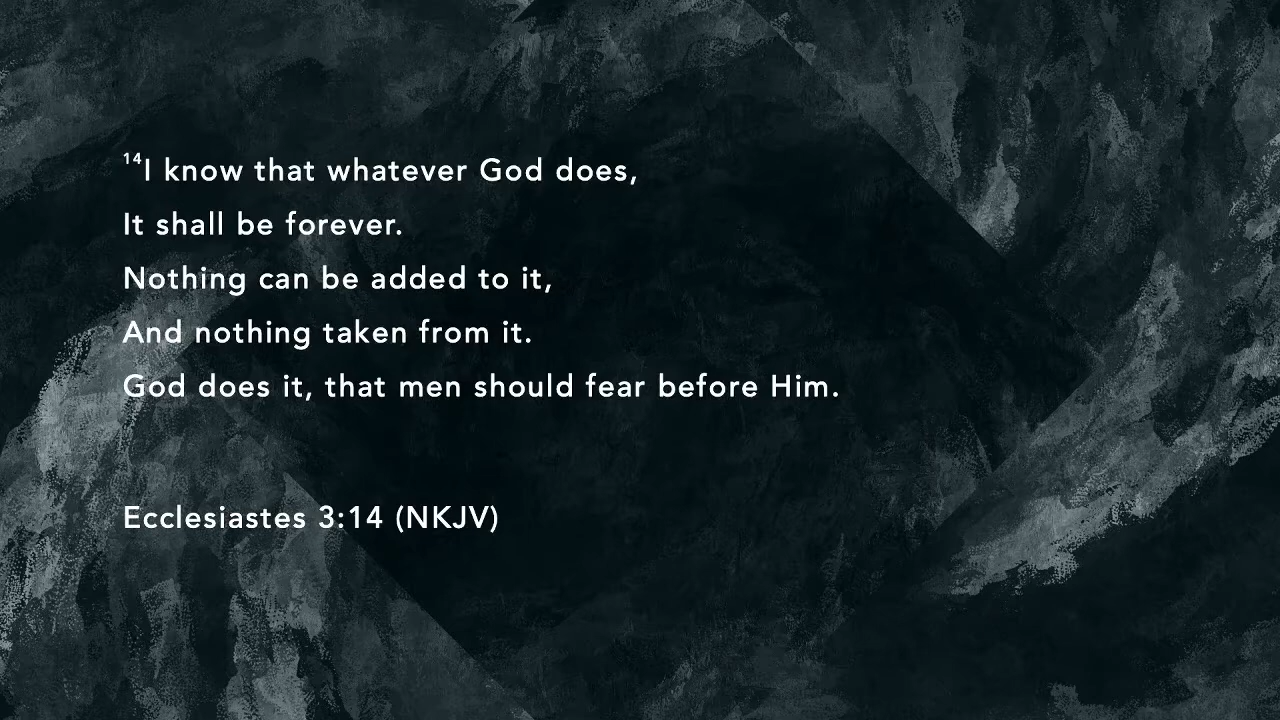 14I know that whatever God does,
It shall be forever.
Nothing can be added to it,
And nothing taken from it.
God does it, that men should fear before Him.
Ecclesiastes 3:14 (NKJV)